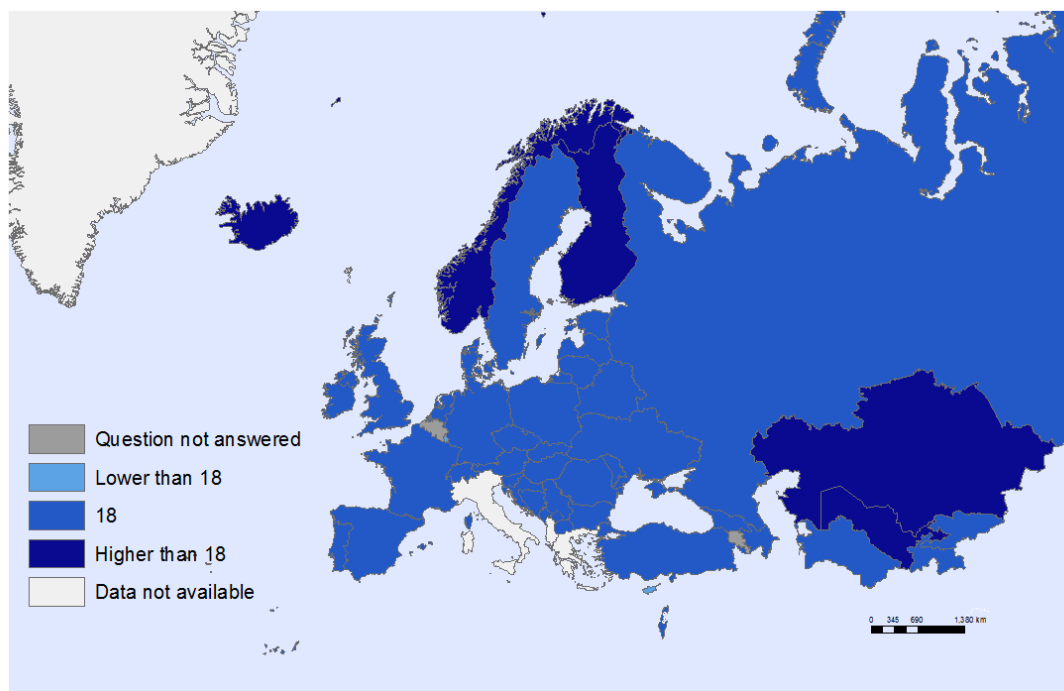 Question not answered
Lower than 18
18
Higher than 18
Data not available
0 345 690 1,380 km